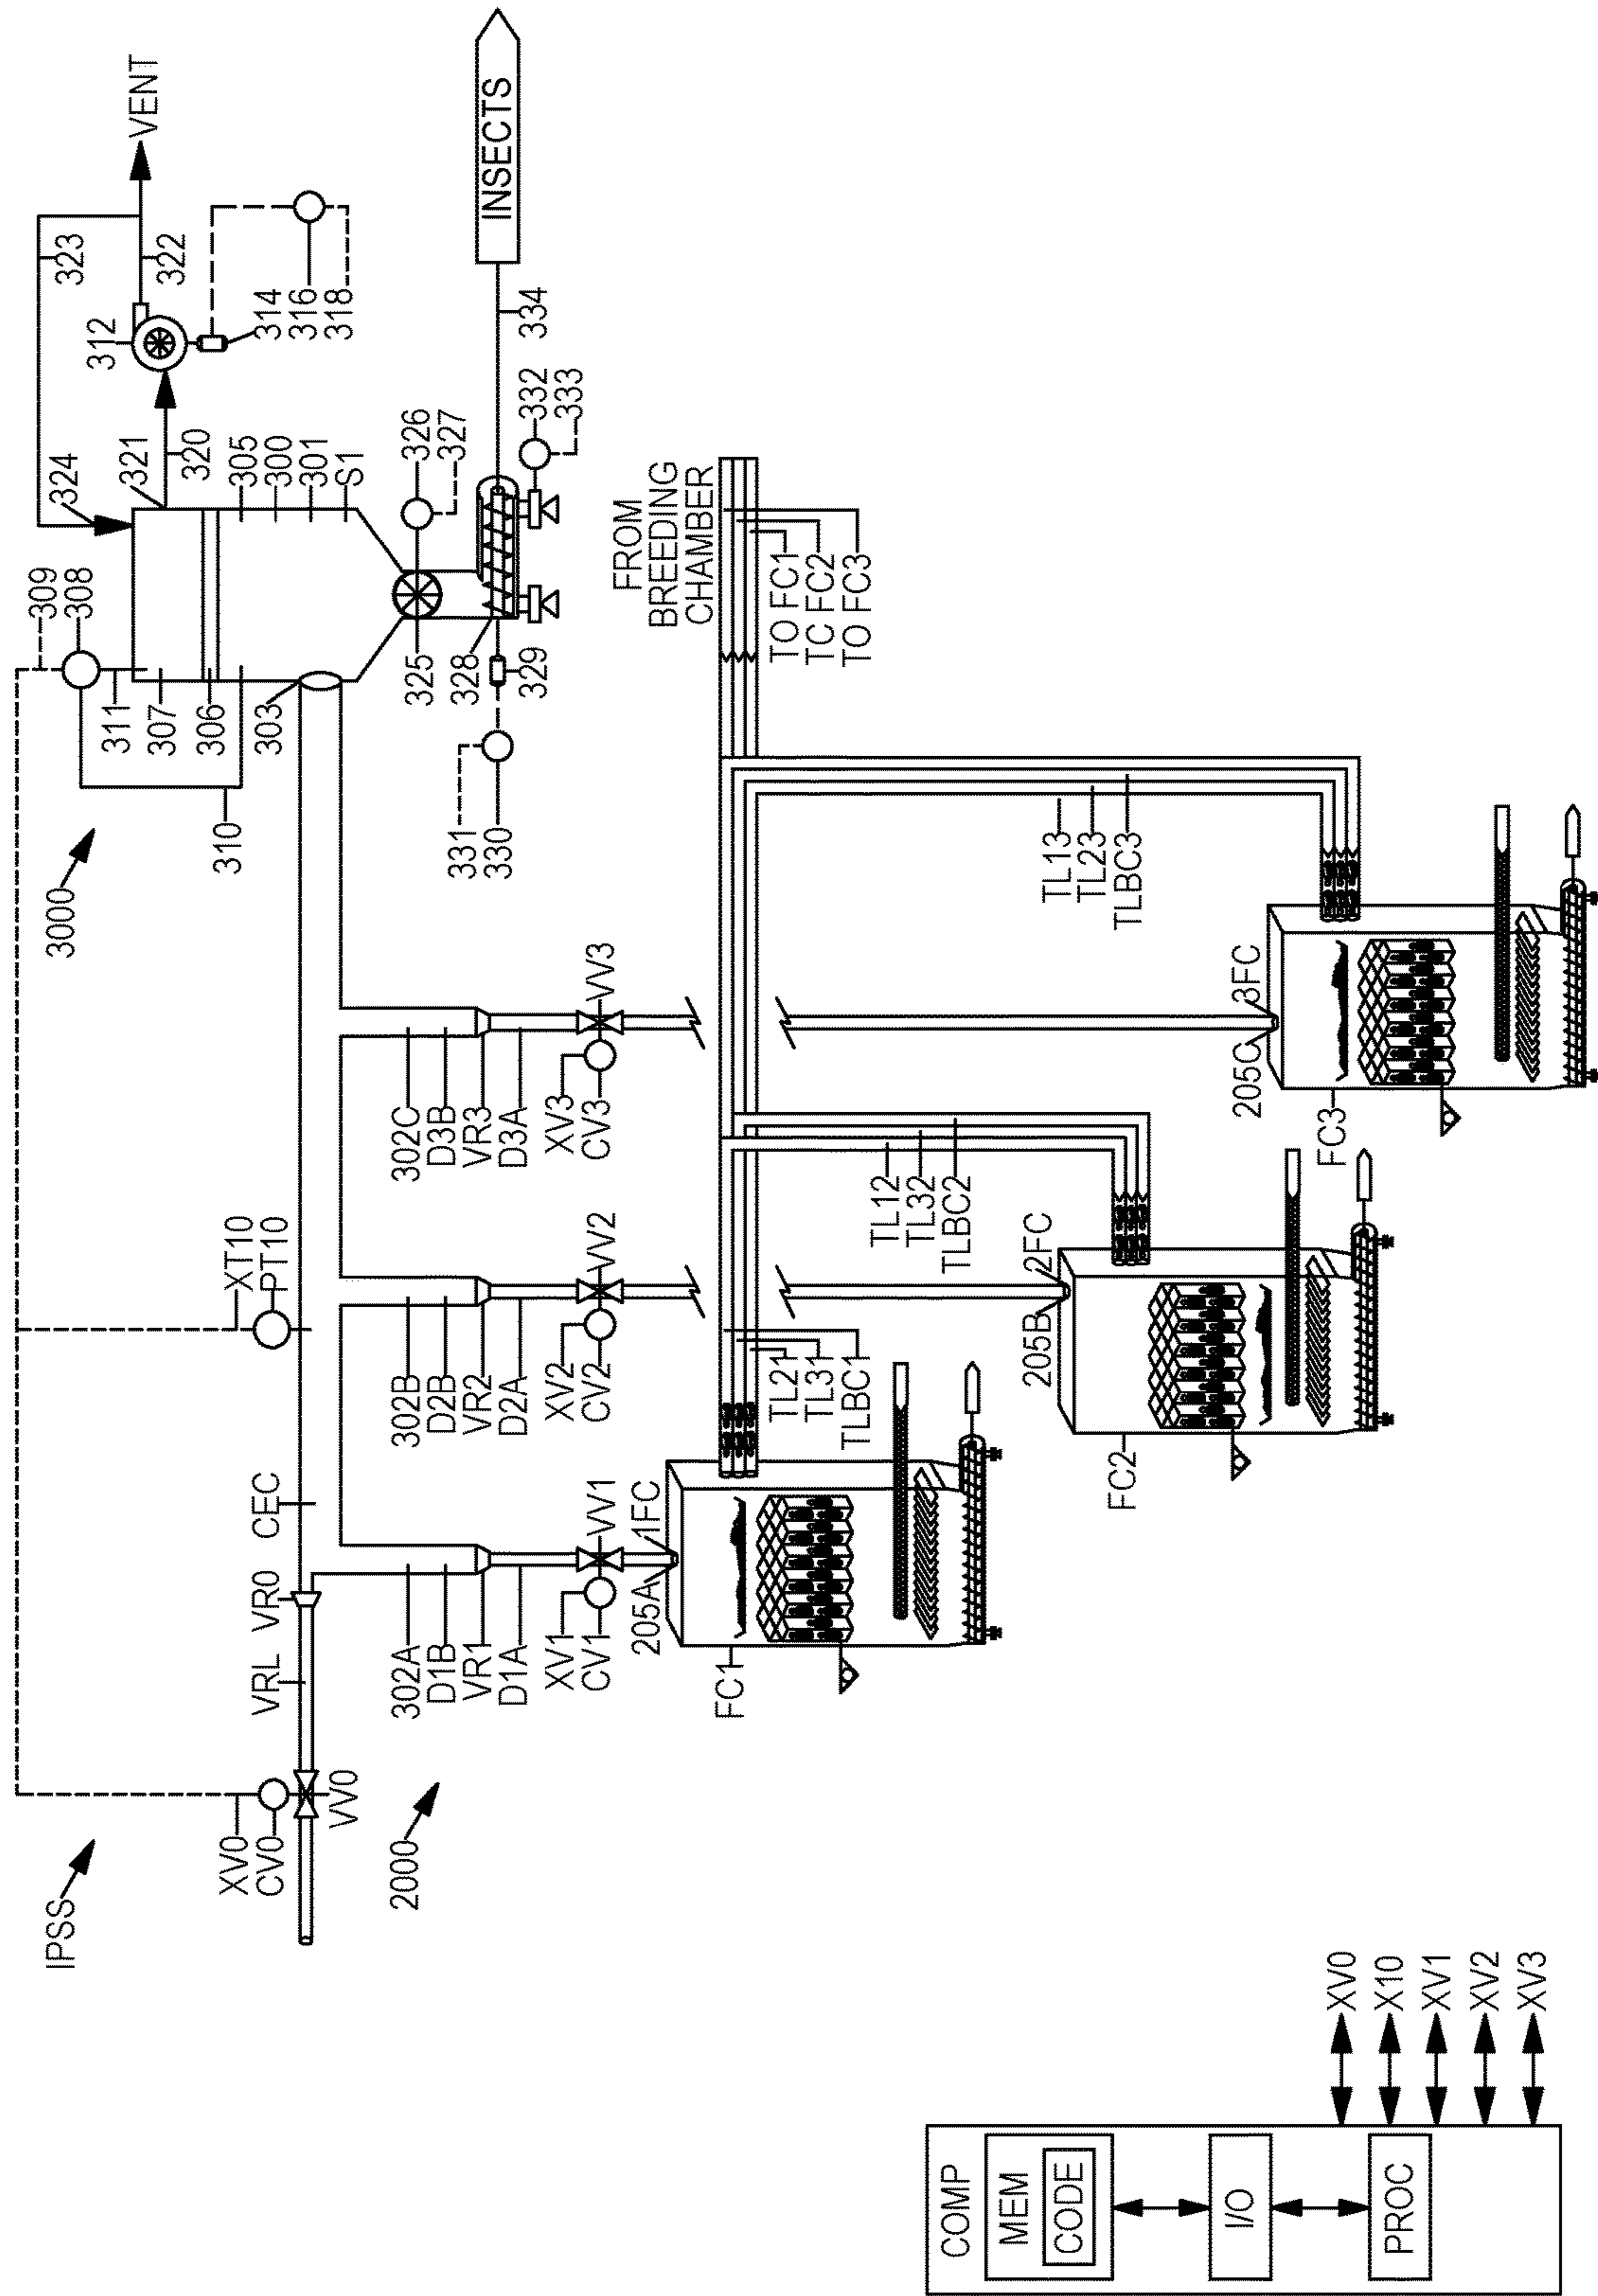 IPSS
XV0
CV0
VV0
VRL
VR0
CEC
XT10
PT10
3000
309
308
311
307
306
303
310
324
323
321
320
305
300
301
S1
312
322
VENT
314
316
318
326
327
325
328
329
331
330
332
333
334
INSECTS
2000
302A
D1B
VR1
D1A
XV1
CV1
VV1
205A
1FC
FC1
302B
D2B
VR2
D2A
XV2
CV2
VV2
205B
2FC
FC2
302C
D3B
VR3
D3A
XV3
CV3
VV3
205C
3FC
FC3
TL21
TL31
TLBC1
TL12
TL32
TLBC2
TL13
TL23
TLBC3
FROM
BREEDING
CHAMBER
TO FC1
TC FC2
TO FC3
COMP
MEM
CODE
I/O
PROC
XV0
X10
XV1
XV2
XV3